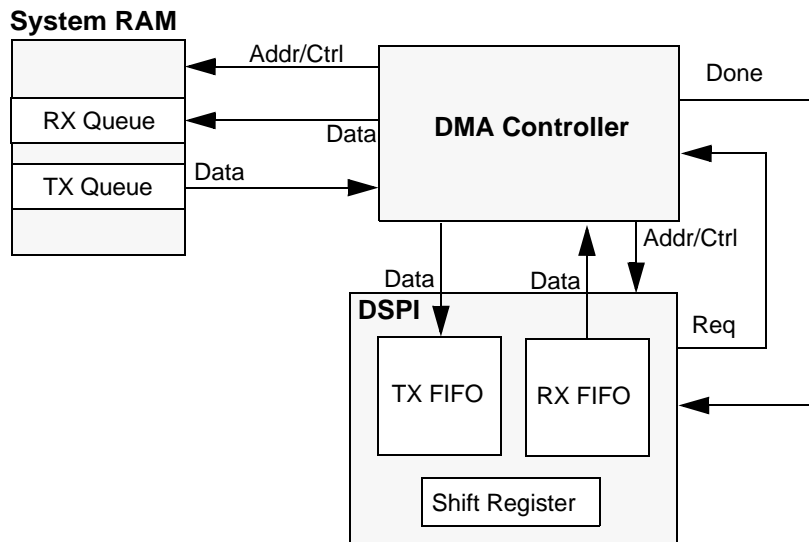 System RAM
Addr/Ctrl
Done
RX Queue
Data
DMA Controller
TX Queue
Data
Addr/Ctrl
Data
Data
DSPI
Req
TX FIFO
RX FIFO
Shift Register